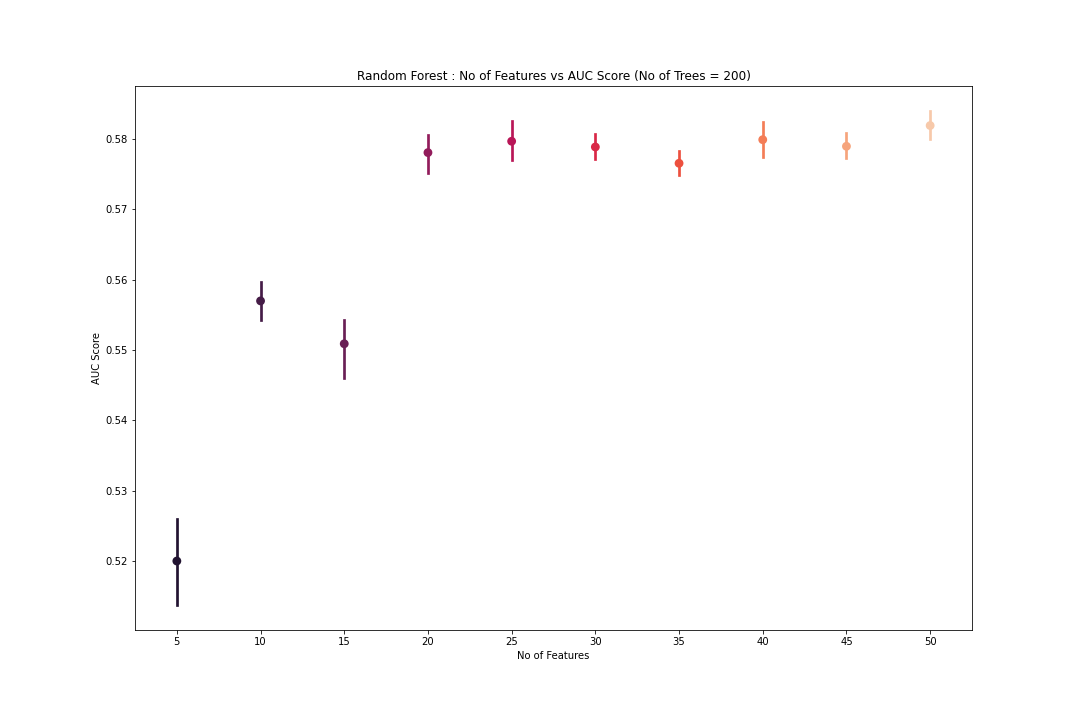 Random Forest : No of Features vs AUC Score (No of Trees = 200)
0.58
0.57
0.56
0.55
0.54
0.53
0.52
AUC Score
5 10 15 20 25 30 35 40 45 50
No of Features